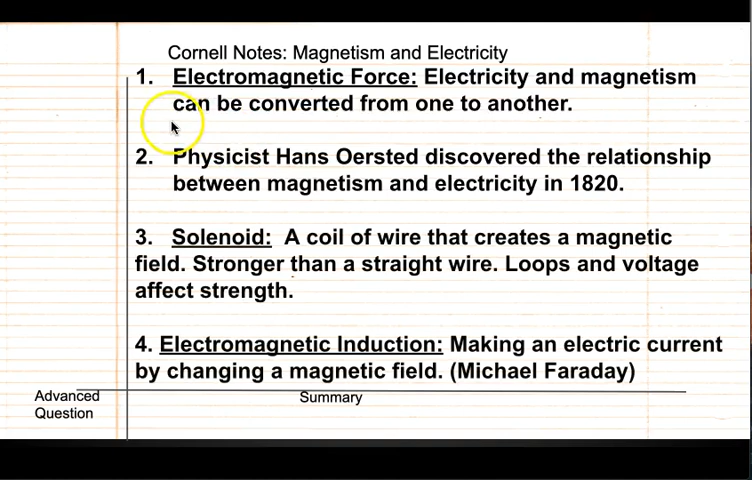 Cornell Notes: Magnetism and Electricity
1. Electromagnetic Force: Electricity and magnetism
can be converted from one to another.
2. Physicist Hans Oersted discovered the relationship
between magnetism and electricity in 1820.
3. Solenoid: A coil of wire that creates a magnetic
field. Stronger than a straight wire. Loops and voltage
affect strength.
4. Electromagnetic Induction: Making an electric current
by changing a magnetic field. (Michael Faraday)
Advanced
Question
Summary